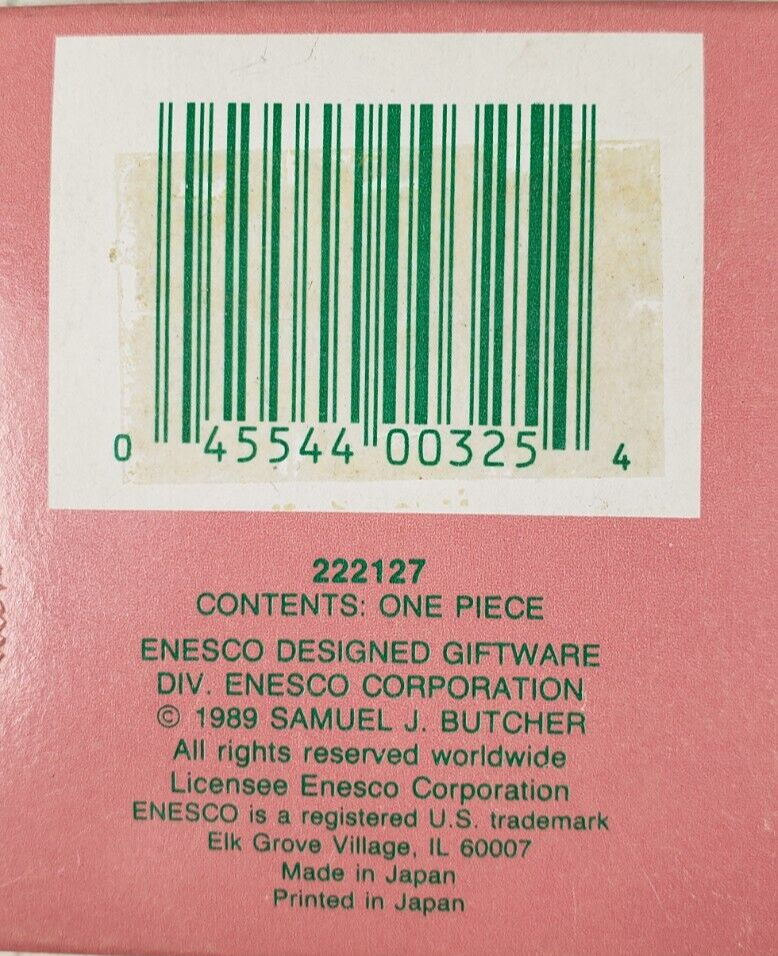 0 45544 00325 4
222127
CONTENTS: ONE PIECE
ENESCO DESIGNED GIFTWARE
DIV. ENESCO CORPORATION
© 1989 SAMUEL J. BUTCHER
All rights reserved worldwide
Licensee Enesco Corporation
ENESCO is a registered U.S. trademark
Elk Grove Village, IL 60007
Made in Japan
Printed in Japan